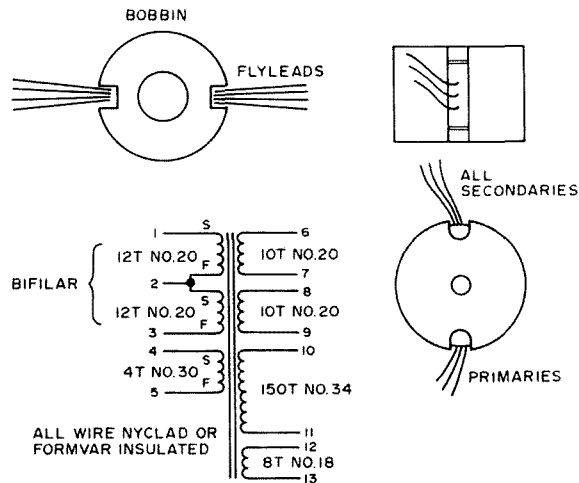 BOBBIN
FLYLEADS
ALL
SECONDARIES
PRIMARIES
1
S
12T NO.20
F
2
BIFILAR
S
12T NO.20
F
3
4
S
4T NO.30
F
5
6
10T NO.20
7
8
10T NO.20
9
10
150T NO.34
11
12
8T NO.18
13
ALL WIRE NYCLAD OR
FORMVAR INSULATED